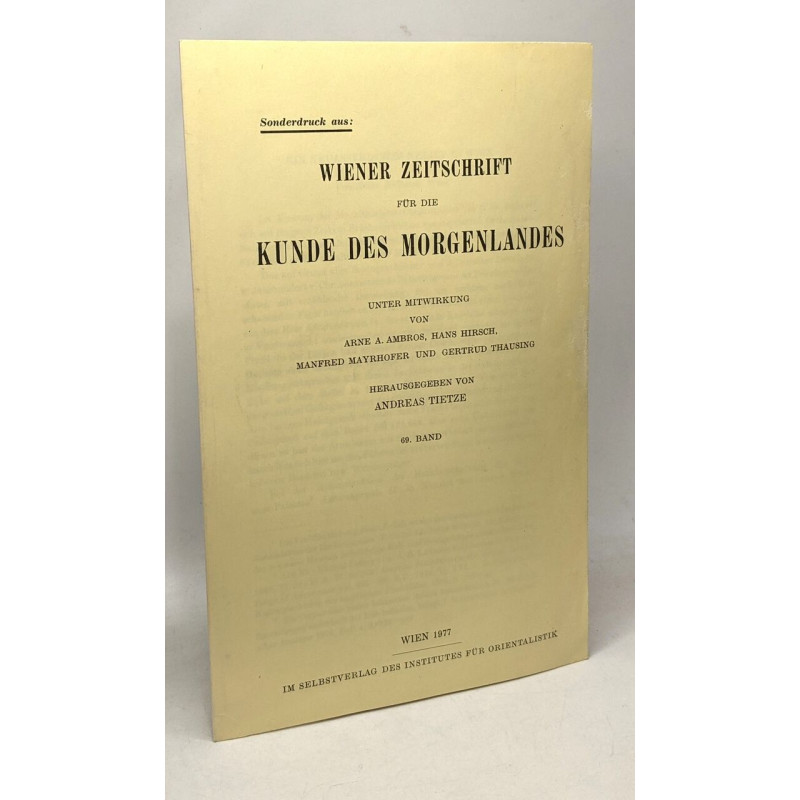 Sonderdruck aus:
WIENER ZEITSCHRIFT
FÜR DIE
KUNDE DES MORGENLANDES
UNTER MITWIRKUNG
VON
ARNE A. AMBROS, HANS HIRSCH,
MANFRED MAYRHOFER UND GERTRUD THAUSING
HERAUSGEGEBEN VON
ANDREAS TIETZE
69. BAND
WIEN 1977
IM SELBSTVERLAG DES INSTITUTES FÜR ORIENTALISTIK